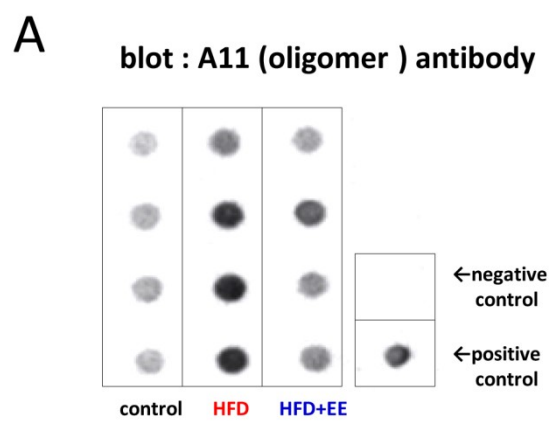 A
blot : A11 (oligomer ) antibody
←negative
control
←positive
control
control HFD HFD+EE